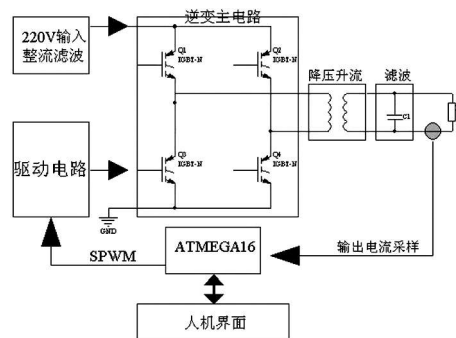 逆变主电路
220V输入
整流滤波
Q1
IGBT-N
Q2
IGBT-N
降压升流
滤波
C1
驱动电路
Q3
IGBT-N
Q4
IGBT-N
GND
ATMEGA16
输出电流采样
SPWM
人机界面